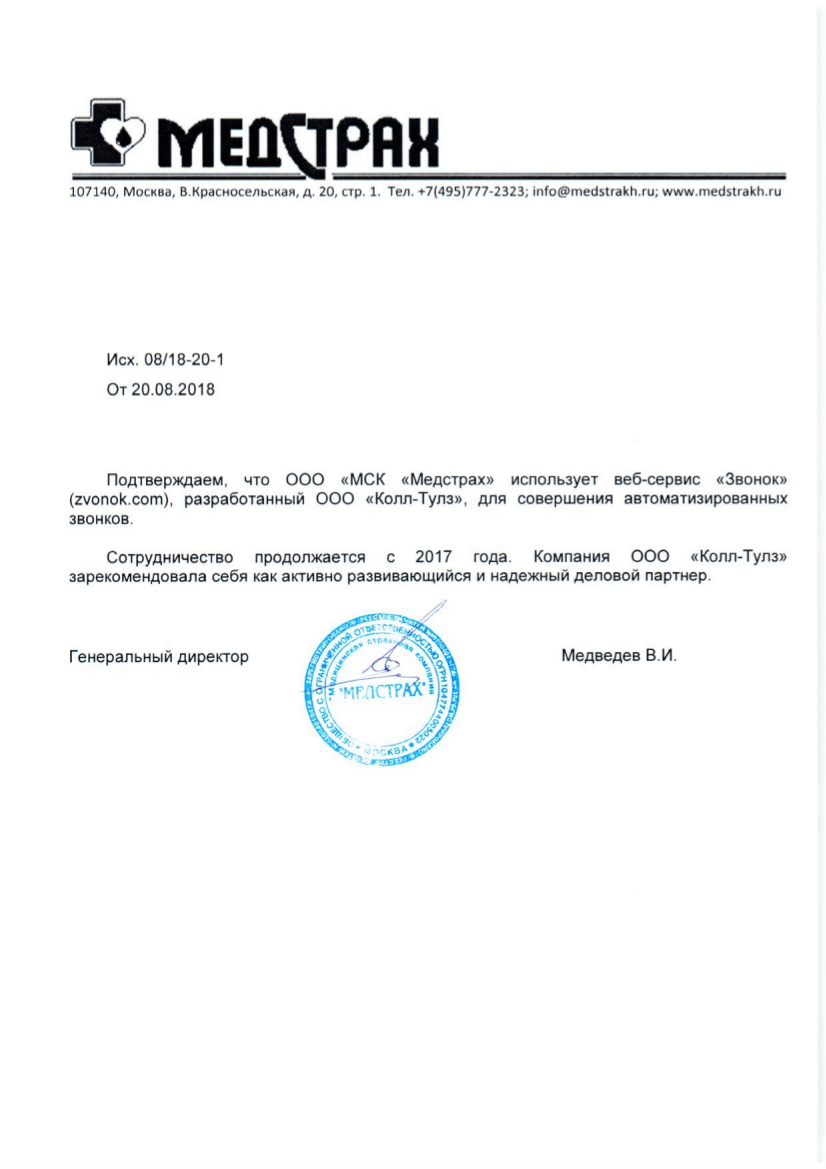 МЕДСТРАХ
107140, Москва, В.Красносельская, д. 20, стр. 1. Тел. +7(495)777-2323; info@medstrakh.ru; www.medstrakh.ru
Исх. 08/18-20-1
От 20.08.2018
Подтверждаем, что ООО «МСК «Медстрах» использует веб-сервис «Звонок»
(zvonok.com), разработанный ООО «Колл-Тулз», для совершения автоматизированных
звонков.
Сотрудничество продолжается с 2017 года. Компания ООО «Колл-Тулз»
зарекомендовала себя как активно развивающийся и надежный деловой партнер.
Генеральный директор
ОБЩЕСТВО С ОГРАНИЧЕННОЙ ОТВЕТСТВЕННОСТЬЮ ОГРН 1047744005022
"Медицинская страховая компания
"МЕДСТРАХ"
* МОСКВА *
Медведев В.И.